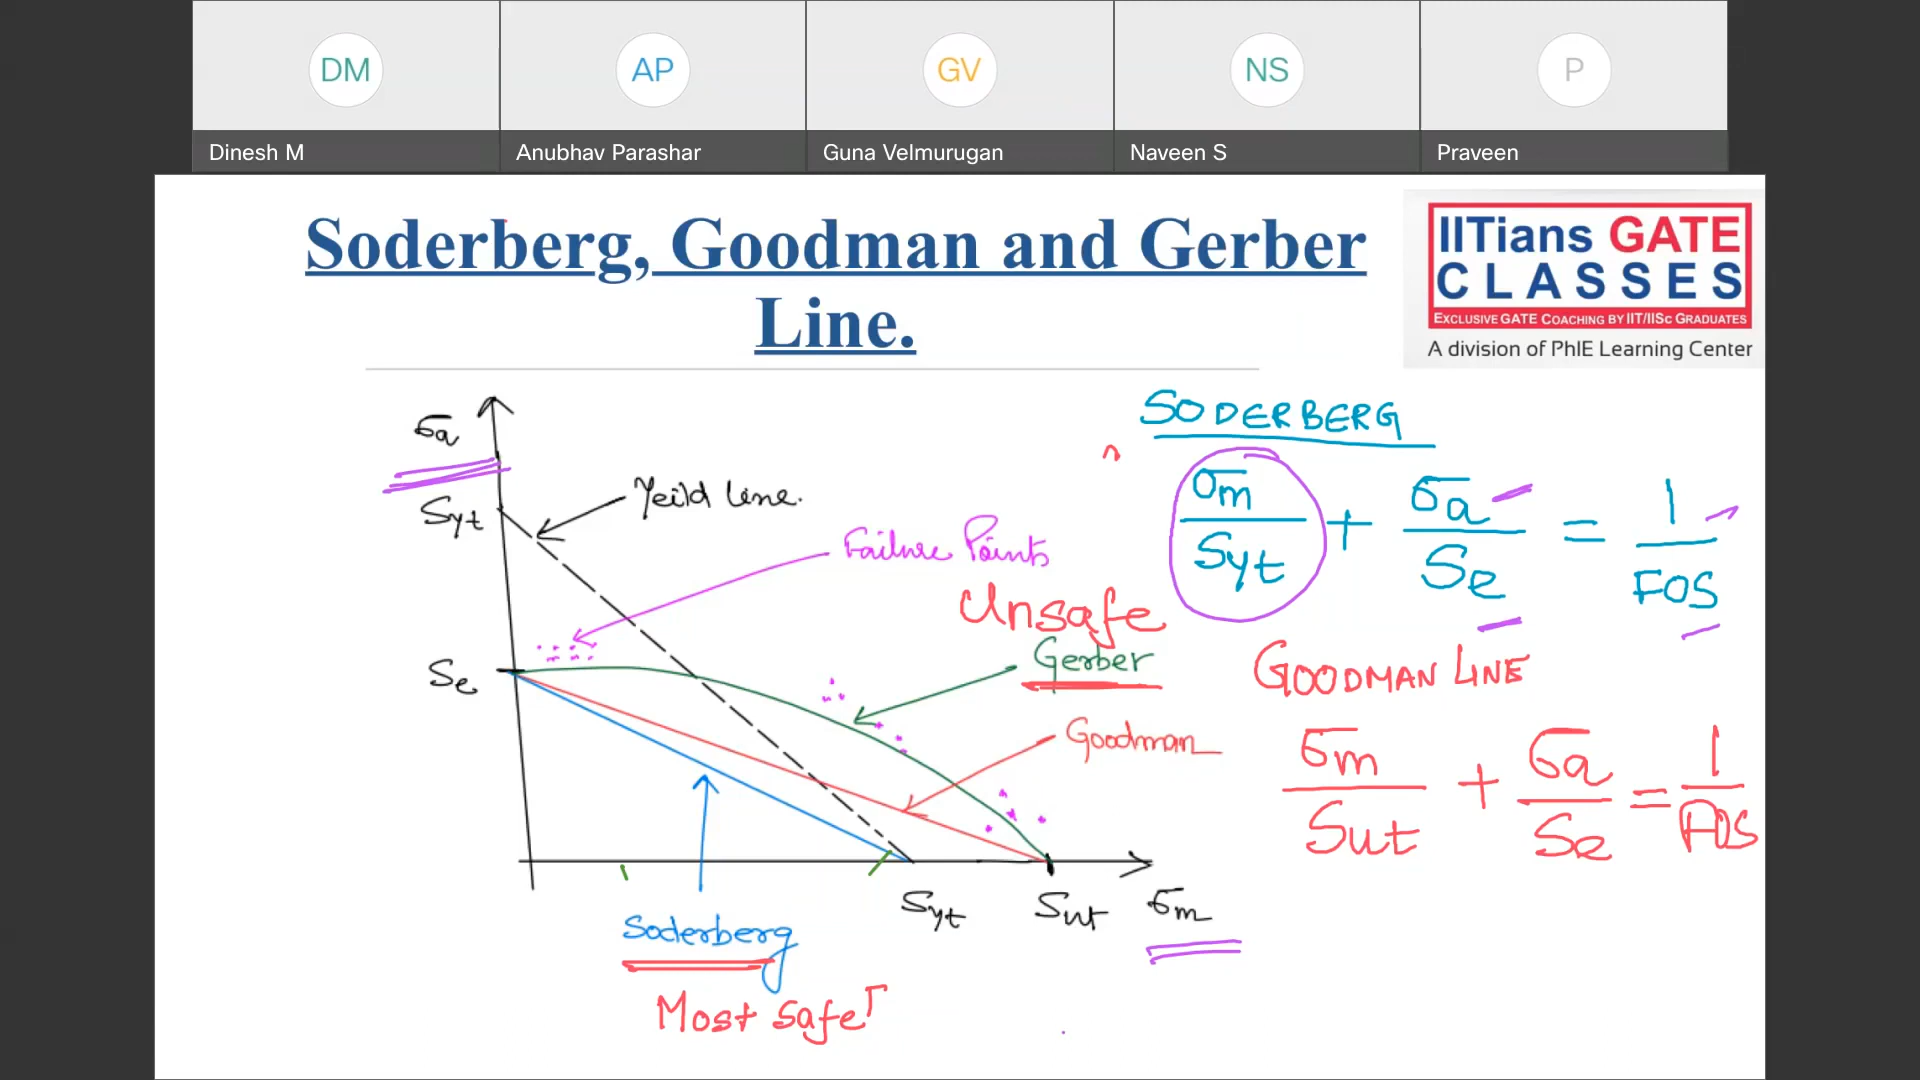 DM
AP
GV
NS
P
Dinesh M
Anubhav Parashar
Guna Velmurugan
Naveen S
Praveen
Soderberg, Goodman and Gerber
Line.
IITians GATE
CLASSES
EXCLUSIVE GATE COACHING BY IIT/IISC GRADUATES
A division of PhIE Learning Center
σa
Syt
Yeild line.
Failure Points
Unsafe
Gerber
Se
Goodman
Syt
Sut
σm
Soderberg
Most safe
SODERBERG
σm/Syt + σa/Se = 1/FOS
GOODMAN LINE
σm/Sut + σa/Se = 1/FOS